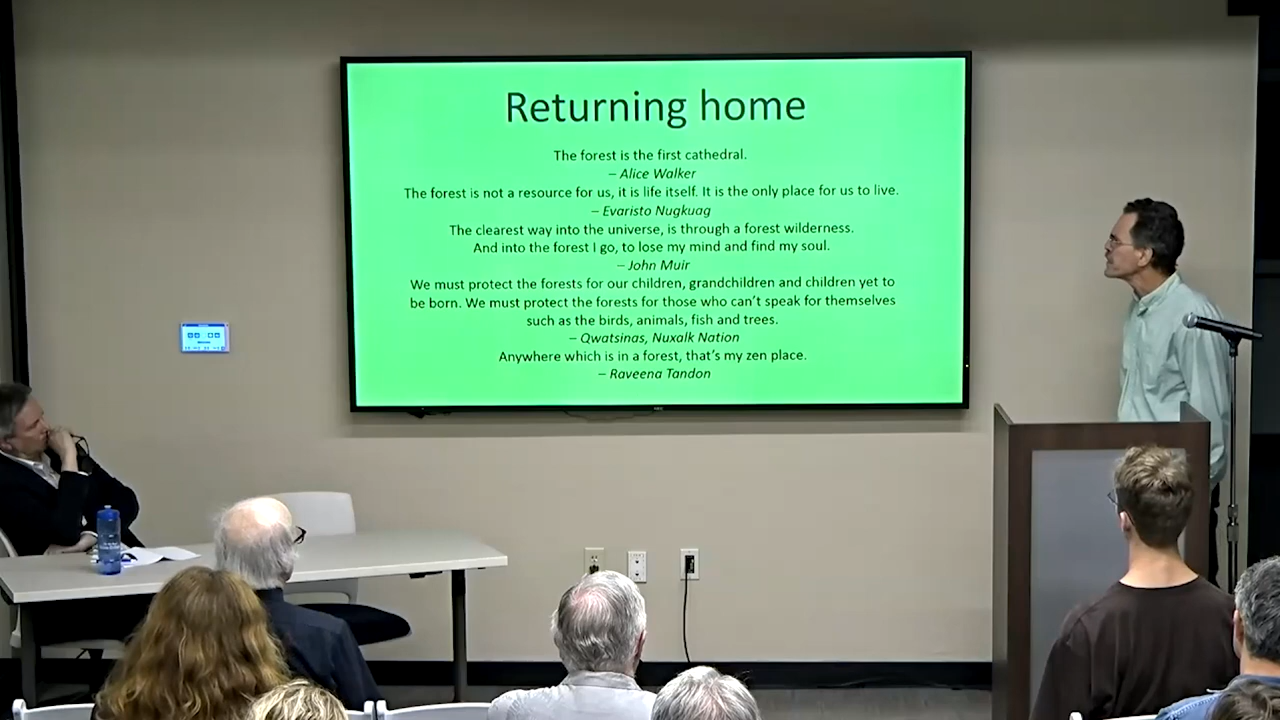 Returning home
The forest is the first cathedral.
– Alice Walker
The forest is not a resource for us, it is life itself. It is the only place for us to live.
– Evaristo Nugkuag
The clearest way into the universe, is through a forest wilderness.
And into the forest I go, to lose my mind and find my soul.
– John Muir
We must protect the forests for our children, grandchildren and children yet to
be born. We must protect the forests for those who can’t speak for themselves
such as the birds, animals, fish and trees.
– Qwatsinas, Nuxalk Nation
Anywhere which is in a forest, that’s my zen place.
– Raveena Tandon